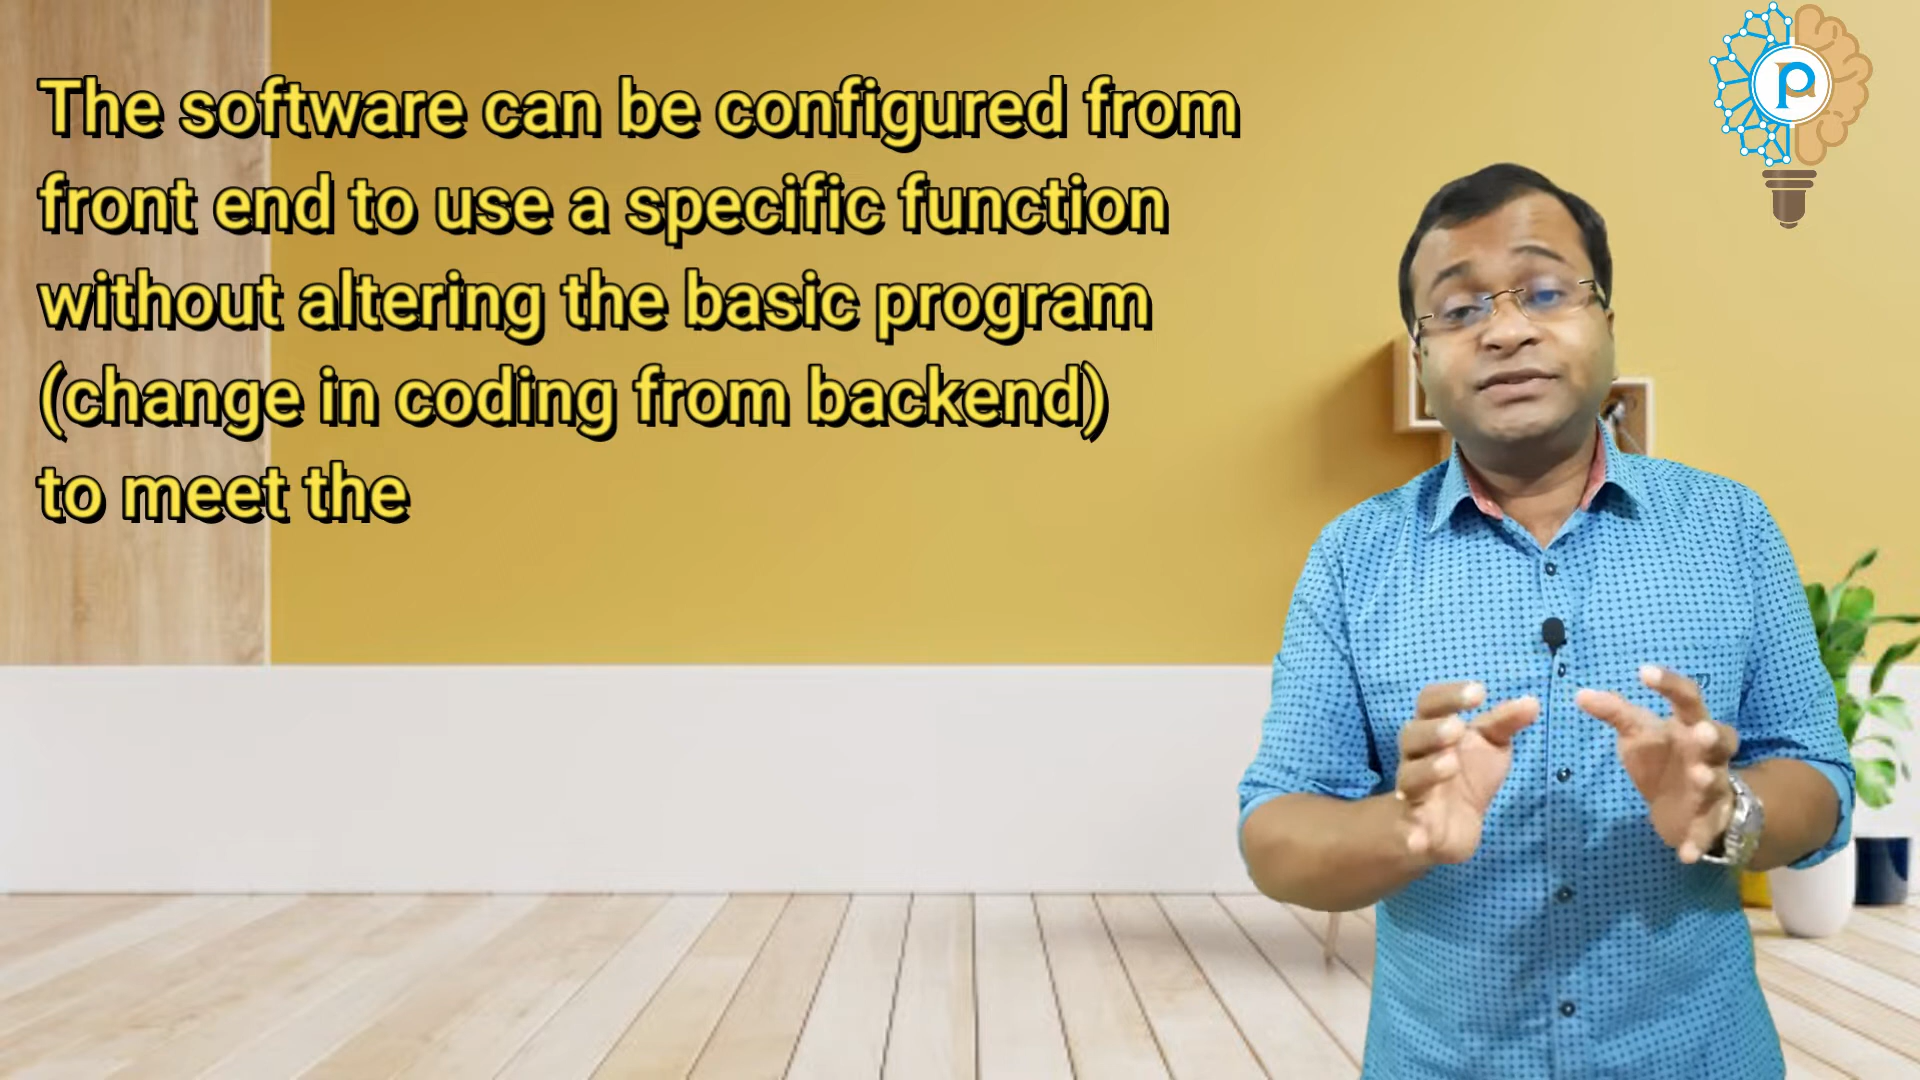 The software can be configured from
front end to use a specific function
without altering the basic program
(change in coding from backend)
to meet the